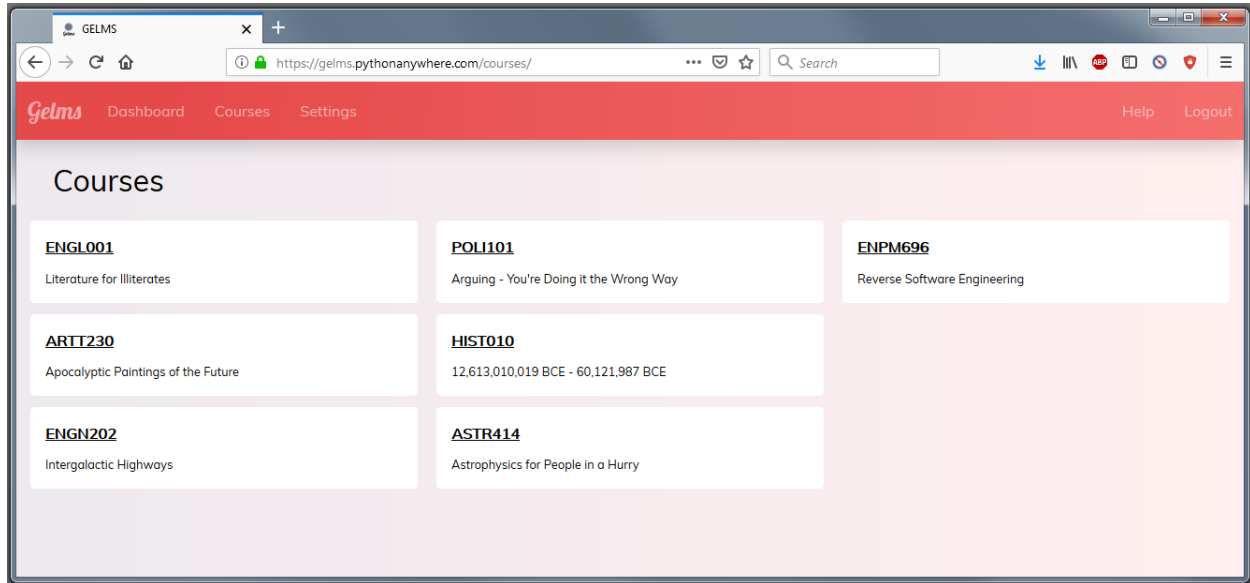 GELMS
https://gelms.pythonanywhere.com/courses/
Search
ABP
Gelms Dashboard Courses Settings Help Logout
Courses
ENGL001
Literature for Illiterates
POLI101
Arguing - You're Doing it the Wrong Way
ENPM696
Reverse Software Engineering
ARTT230
Apocalyptic Paintings of the Future
HIST010
12,613,010,019 BCE - 60,121,987 BCE
ENGN202
Intergalactic Highways
ASTR414
Astrophysics for People in a Hurry